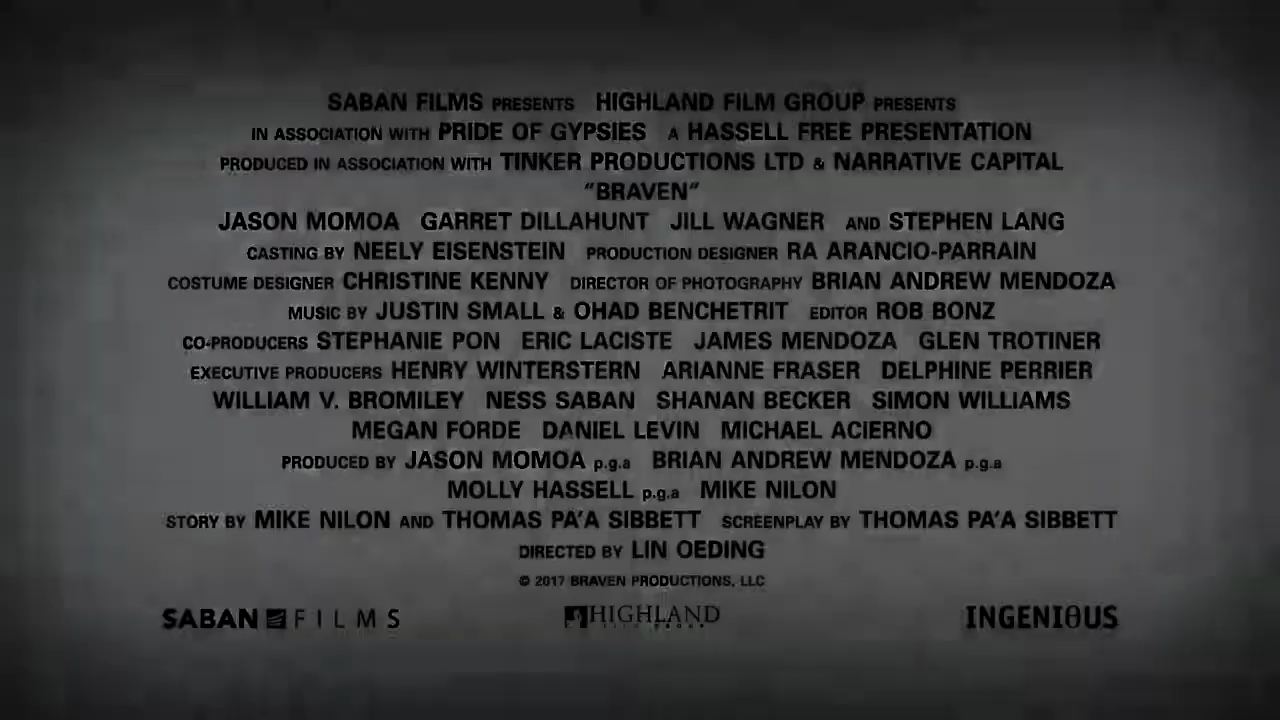 SABAN FILMS PRESENTS HIGHLAND FILM GROUP PRESENTS
IN ASSOCIATION WITH PRIDE OF GYPSIES A HASSELL FREE PRESENTATION
PRODUCED IN ASSOCIATION WITH TINKER PRODUCTIONS LTD & NARRATIVE CAPITAL
"BRAVEN"
JASON MOMOA GARRET DILLAHUNT JILL WAGNER AND STEPHEN LANG
CASTING BY NEELY EISENSTEIN PRODUCTION DESIGNER RA ARANCIO-PARRAIN
COSTUME DESIGNER CHRISTINE KENNY DIRECTOR OF PHOTOGRAPHY BRIAN ANDREW MENDOZA
MUSIC BY JUSTIN SMALL & OHAD BENCHETRIT EDITOR ROB BONZ
CO-PRODUCERS STEPHANIE PON ERIC LACISTE JAMES MENDOZA GLEN TROTINER
EXECUTIVE PRODUCERS HENRY WINTERSTERN ARIANNE FRASER DELPHINE PERRIER
WILLIAM V. BROMILEY NESS SABAN SHANAN BECKER SIMON WILLIAMS
MEGAN FORDE DANIEL LEVIN MICHAEL ACIERNO
PRODUCED BY JASON MOMOA p.g.a BRIAN ANDREW MENDOZA p.g.a
MOLLY HASSELL p.g.a MIKE NILON
STORY BY MIKE NILON AND THOMAS PA'A SIBBETT SCREENPLAY BY THOMAS PA'A SIBBETT
DIRECTED BY LIN OEDING
© 2017 BRAVEN PRODUCTIONS, LLC
SABAN FILMS HIGHLAND INGENIθUS